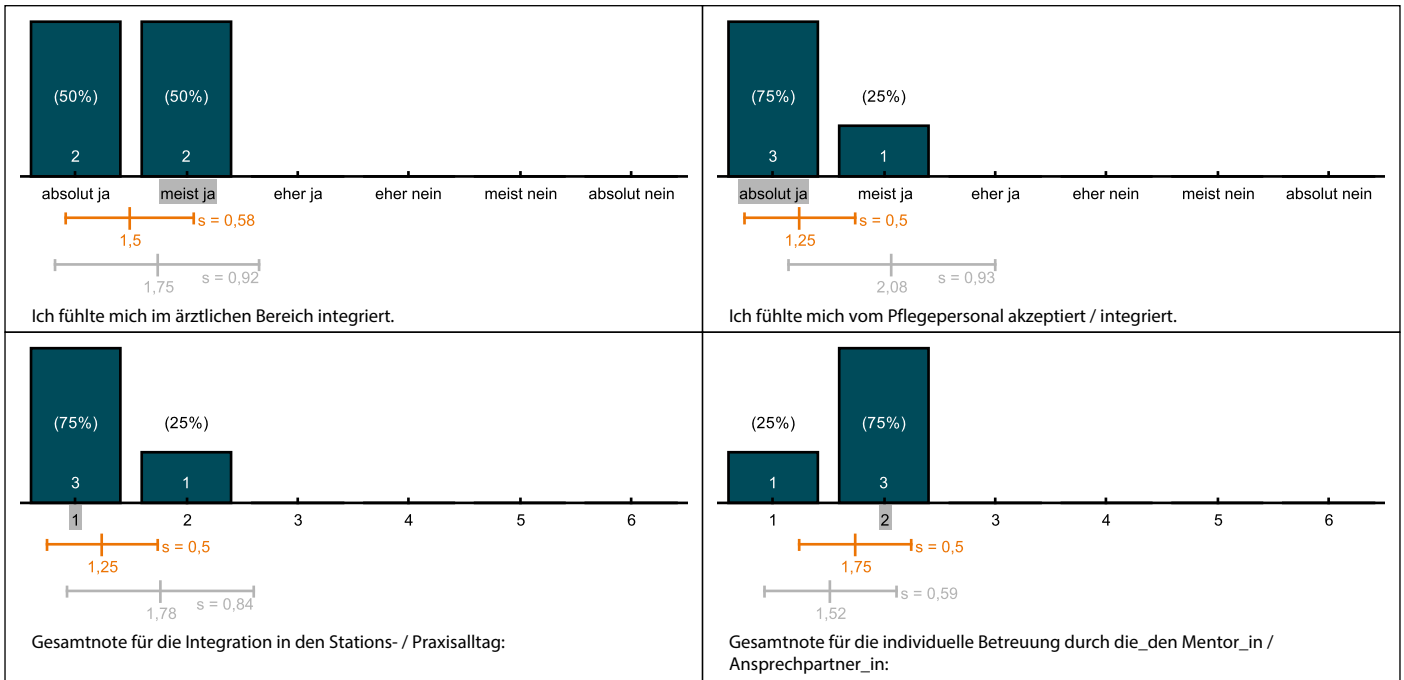 (50%) (50%)
2 2
absolut ja meist ja eher ja eher nein meist nein absolut nein
s = 0,58
1,5
s = 0,92
1,75
Ich fühlte mich im ärztlichen Bereich integriert.
(75%) (25%)
3 1
absolut ja meist ja eher ja eher nein meist nein absolut nein
s = 0,5
1,25
s = 0,93
2,08
Ich fühlte mich vom Pflegepersonal akzeptiert / integriert.
(75%) (25%)
3 1
1 2 3 4 5 6
s = 0,5
1,25
s = 0,84
1,78
Gesamtnote für die Integration in den Stations- / Praxisalltag:
(25%) (75%)
1 3
1 2 3 4 5 6
s = 0,5
1,75
s = 0,59
1,52
Gesamtnote für die individuelle Betreuung durch die_den Mentor_in /
Ansprechpartner_in: